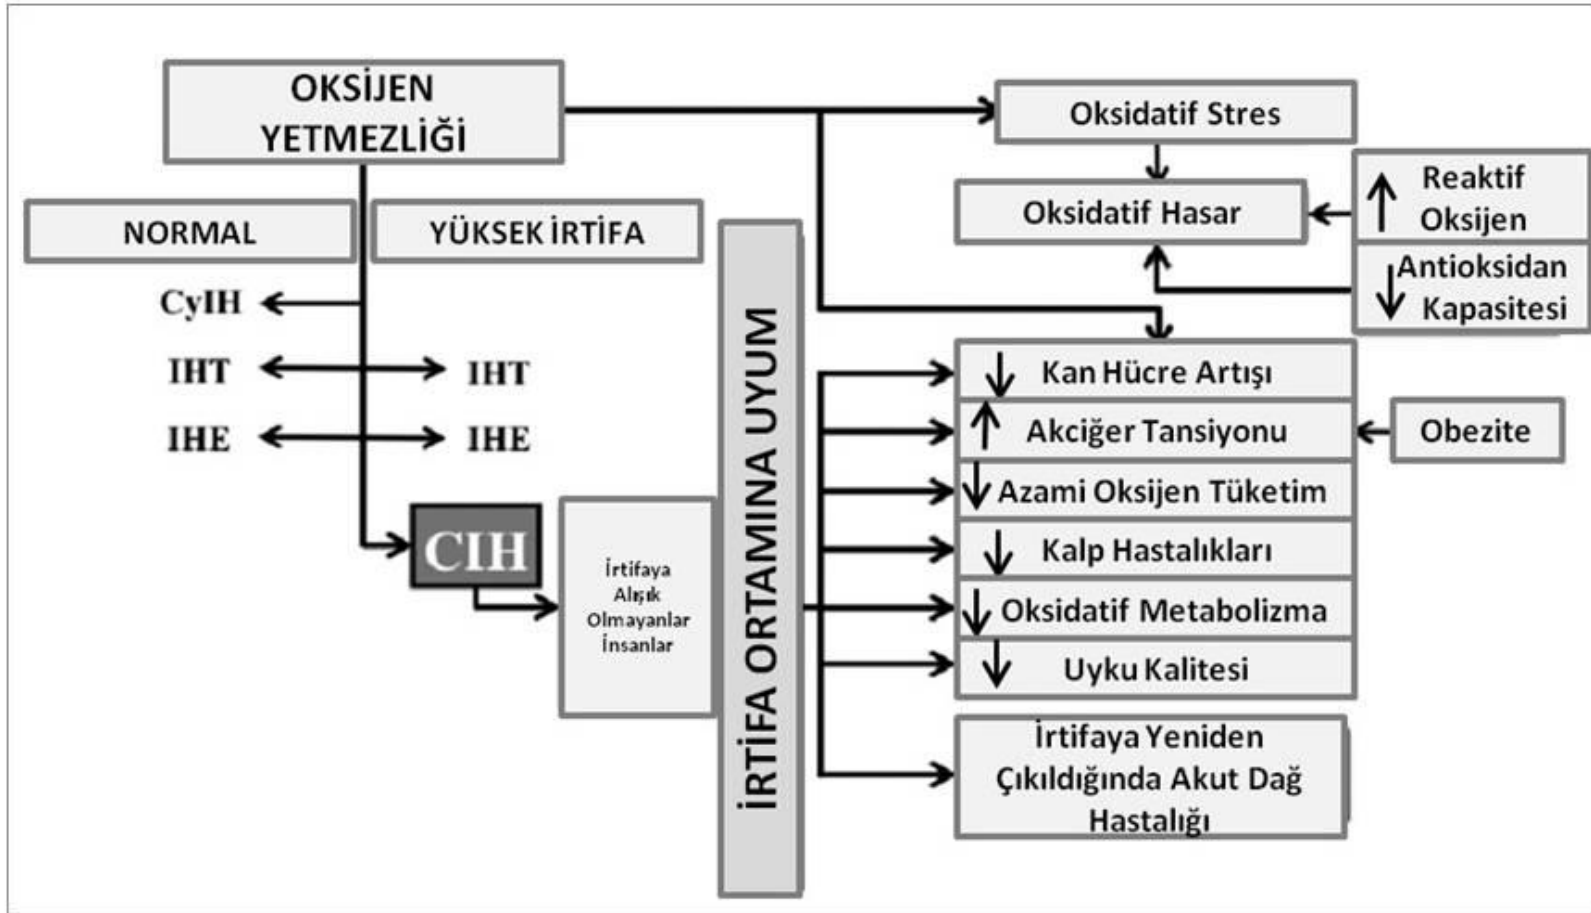 OKSİJEN
YETMEZLİĞİ
NORMAL
YÜKSEK İRTİFA
CyIH
IHT
IHT
IHE
IHE
CIH
İrtifaya
Alışık
Olmayanlar
İnsanlar
İRTİFA ORTAMINA UYUM
Oksidatif Stres
Oksidatif Hasar
Reaktif
Oksijen
Antioksidan
Kapasitesi
Kan Hücre Artışı
Akciğer Tansiyonu
Obezite
Azami Oksijen Tüketim
Kalp Hastalıkları
Oksidatif Metabolizma
Uyku Kalitesi
İrtifaya Yeniden
Çıkıldığında Akut Dağ
Hastalığı